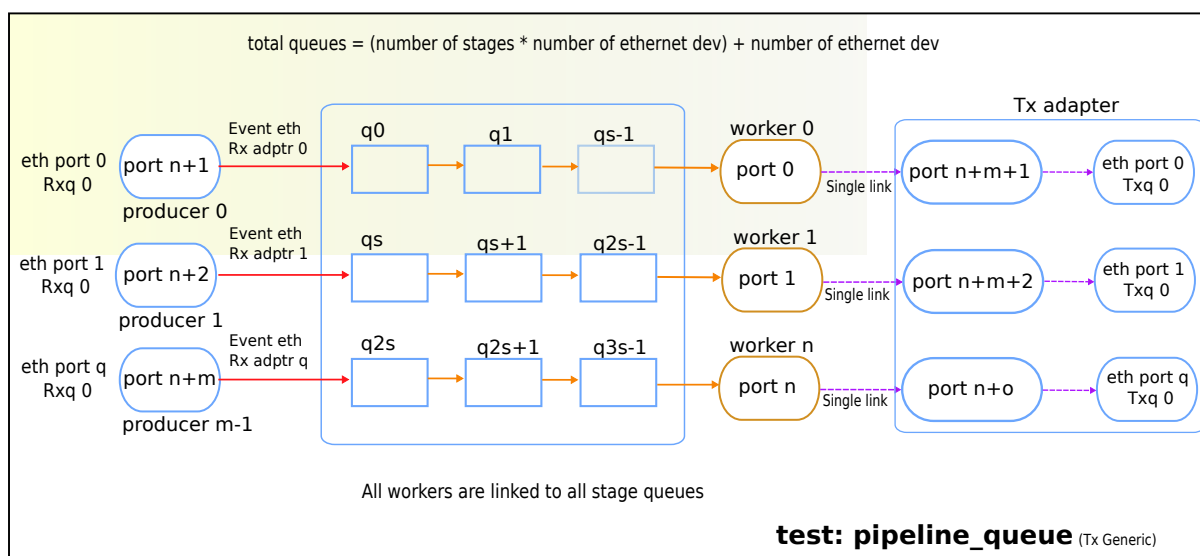 total queues = (number of stages * number of ethernet dev) + number of ethernet dev
Tx adapter
eth port 0
Rxq 0
port n+1
producer 0
Event eth
Rx adptr 0
q0
q1
qs-1
worker 0
port 0
Single link
port n+m+1
eth port 0
Txq 0
eth port 1
Rxq 0
port n+2
producer 1
Event eth
Rx adptr 1
qs
qs+1
q2s-1
worker 1
port 1
Single link
port n+m+2
eth port 1
Txq 0
eth port q
Rxq 0
port n+m
producer m-1
Event eth
Rx adptr q
q2s
q2s+1
q3s-1
worker n
port n
Single link
port n+o
eth port q
Txq 0
All workers are linked to all stage queues
test: pipeline_queue (Tx Generic)